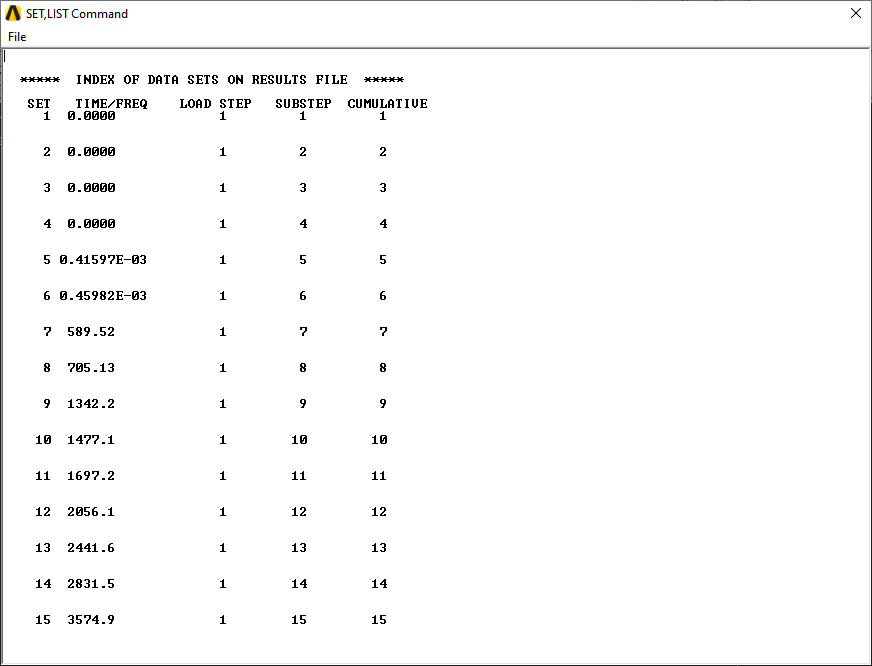 SET,LIST Command
File
***** INDEX OF DATA SETS ON RESULTS FILE *****
SET TIME/FREQ LOAD STEP SUBSTEP CUMULATIVE
1 0.0000 1 1 1
2 0.0000 1 2 2
3 0.0000 1 3 3
4 0.0000 1 4 4
5 0.41597E-03 1 5 5
6 0.45982E-03 1 6 6
7 589.52 1 7 7
8 705.13 1 8 8
9 1342.2 1 9 9
10 1477.1 1 10 10
11 1697.2 1 11 11
12 2056.1 1 12 12
13 2441.6 1 13 13
14 2831.5 1 14 14
15 3574.9 1 15 15